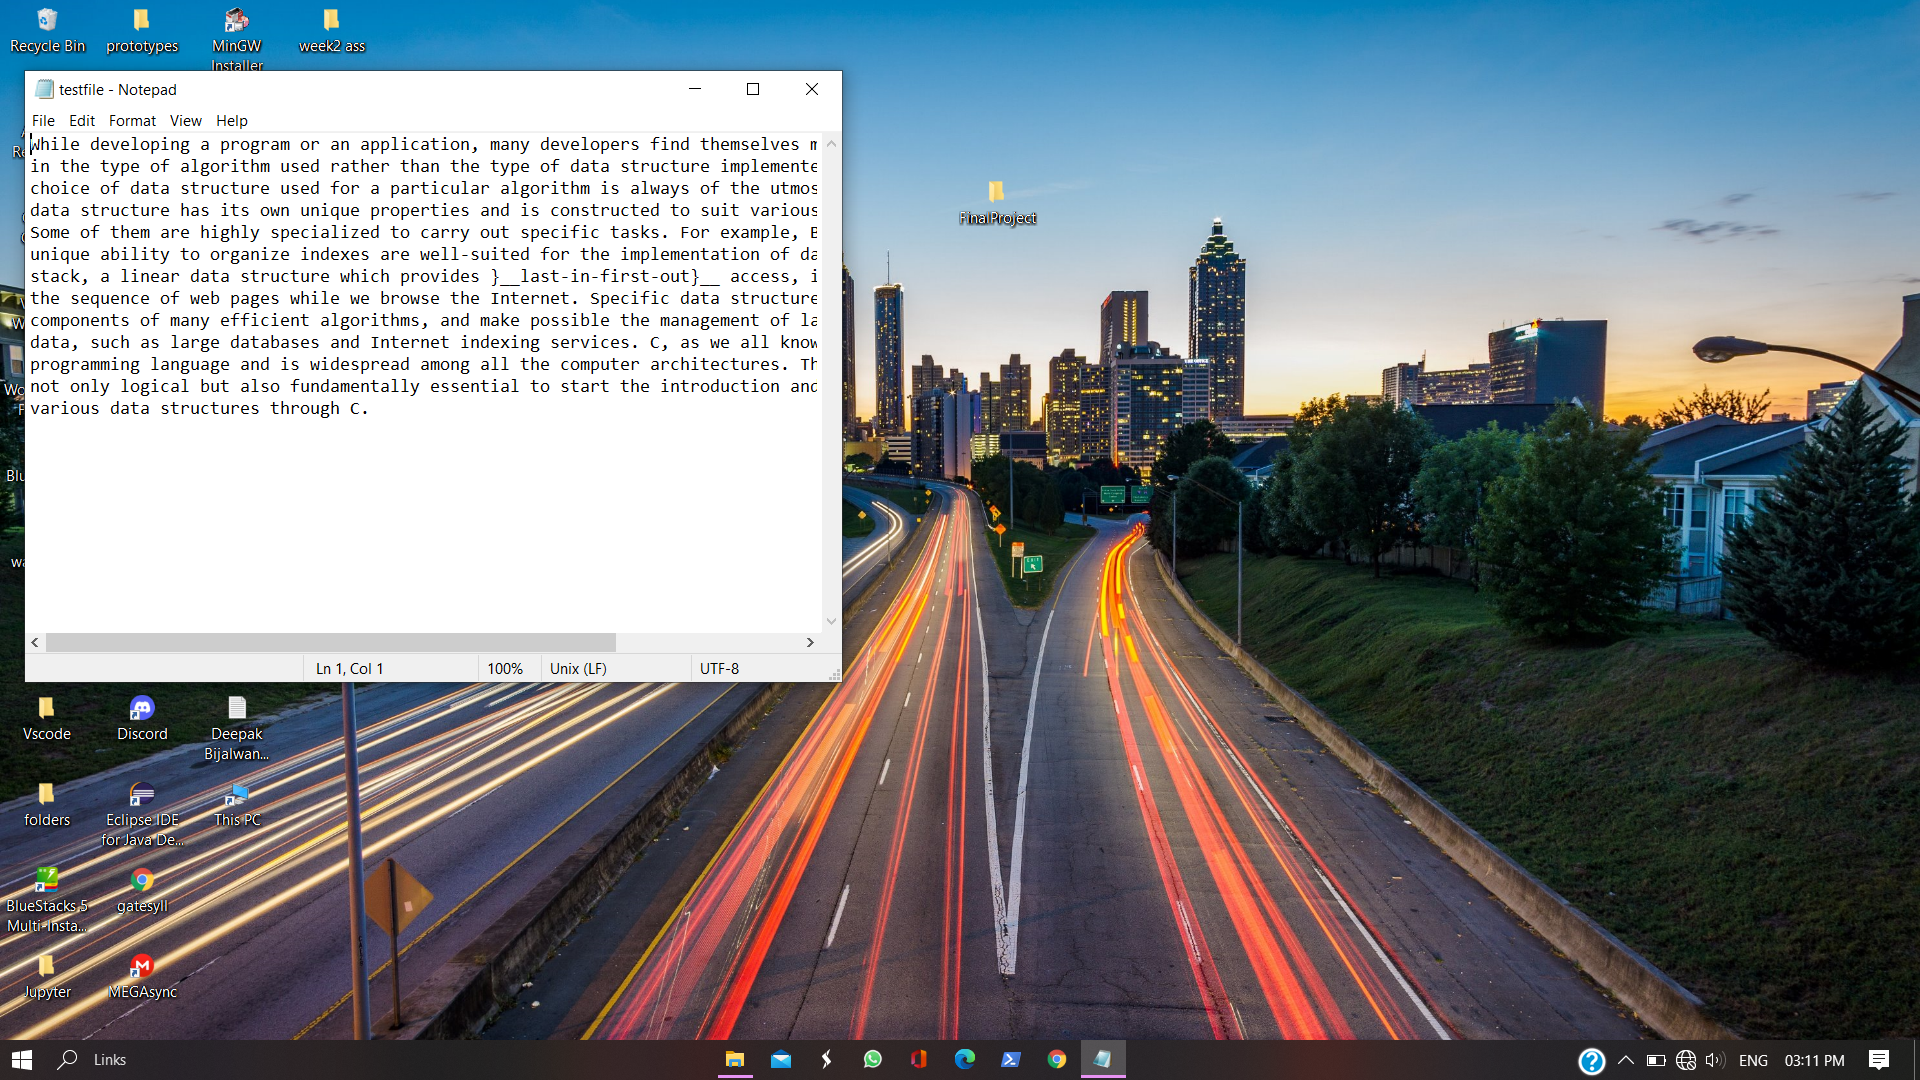 Recycle Bin
prototypes
MinGW
Installer
week2 ass
testfile - Notepad
File Edit Format View Help
While developing a program or an application, many developers find themselves
in the type of algorithm used rather than the type of data structure
choice of data structure used for a particular algorithm is always of the
data structure has its own unique properties and is constructed to suit various
Some of them are highly specialized to carry out specific tasks. For example,
unique ability to organize indexes are well-suited for the implementation of
stack, a linear data structure which provides }__last-in-first-out}__ access,
the sequence of web pages while we browse the Internet. Specific data structure
components of many efficient algorithms, and make possible the management of
data, such as large databases and Internet indexing services. C, as we all
programming language and is widespread among all the computer architectures.
not only logical but also fundamentally essential to start the introduction and
various data structures through C.
Ln 1, Col 1
100%
Unix (LF)
UTF-8
FinalProject
Vscode
Discord
Deepak
Bijalwan...
folders
Eclipse IDE
for Java De...
This PC
BlueStacks 5
Multi-Insta...
gatesyll
Jupyter
MEGAsync
Links
ENG
03:11 PM